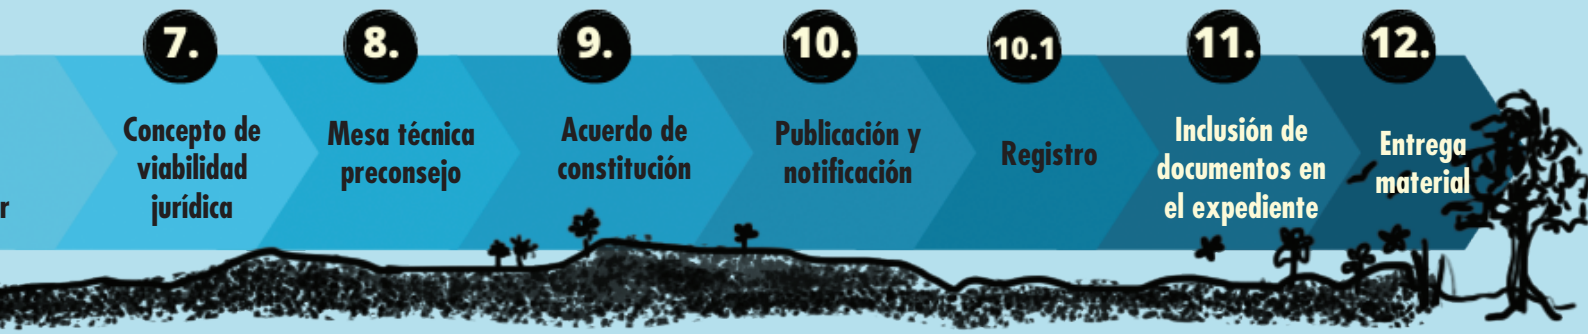 7.
Concepto de
viabilidad
jurídica
8.
Mesa técnica
preconsejo
9.
Acuerdo de
constitución
10.
Publicación y
notificación
10.1
Registro
11.
Inclusión de
documentos en
el expediente
12.
Entrega
material